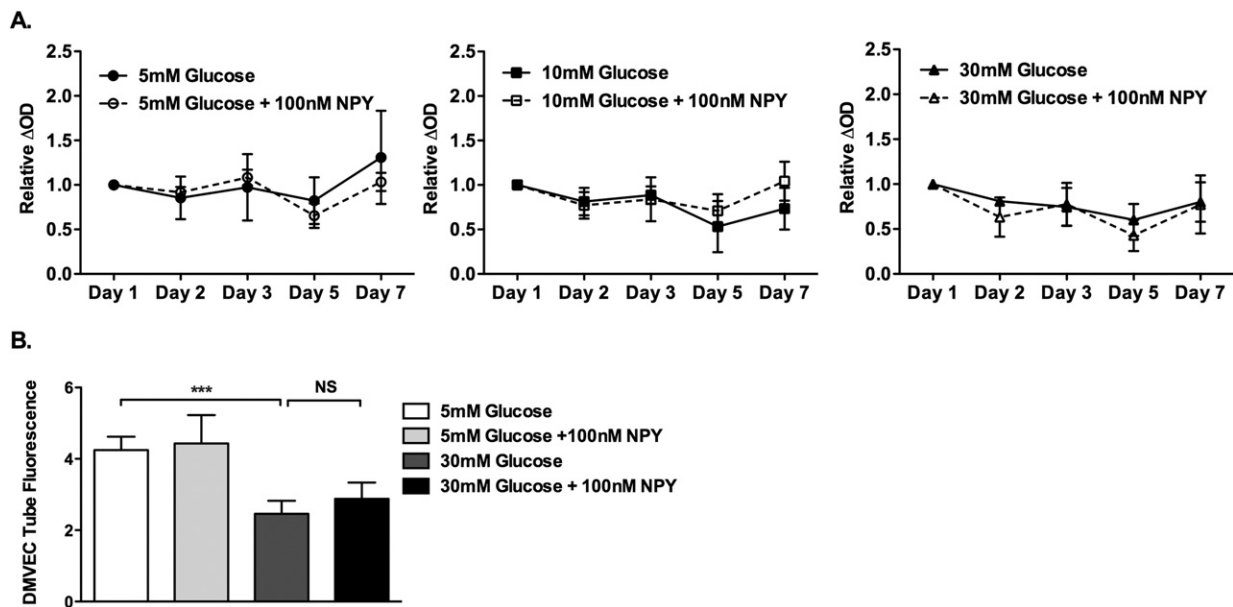 A.
Relative ΔOD
2.5
2.0
1.5
1.0
0.5
0.0
5mM Glucose
5mM Glucose + 100nM NPY
Day 1 Day 2 Day 3 Day 5 Day 7
Relative ΔOD
2.5
2.0
1.5
1.0
0.5
0.0
10mM Glucose
10mM Glucose + 100nM NPY
Day 1 Day 2 Day 3 Day 5 Day 7
Relative ΔOD
2.5
2.0
1.5
1.0
0.5
0.0
30mM Glucose
30mM Glucose + 100nM NPY
Day 1 Day 2 Day 3 Day 5 Day 7
B.
DMVEC Tube Fluorescence
6
4
2
0
***
NS
5mM Glucose
5mM Glucose +100nM NPY
30mM Glucose
30mM Glucose + 100nM NPY